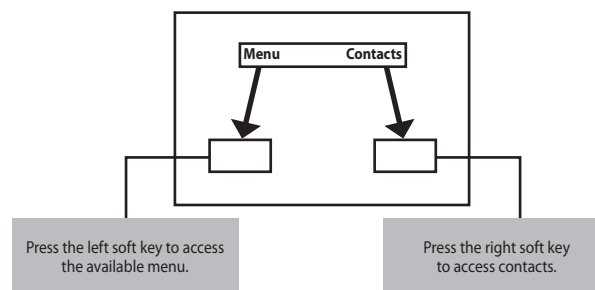 Menu Contacts
Press the left soft key to access
the available menu.
Press the right soft key
to access contacts.